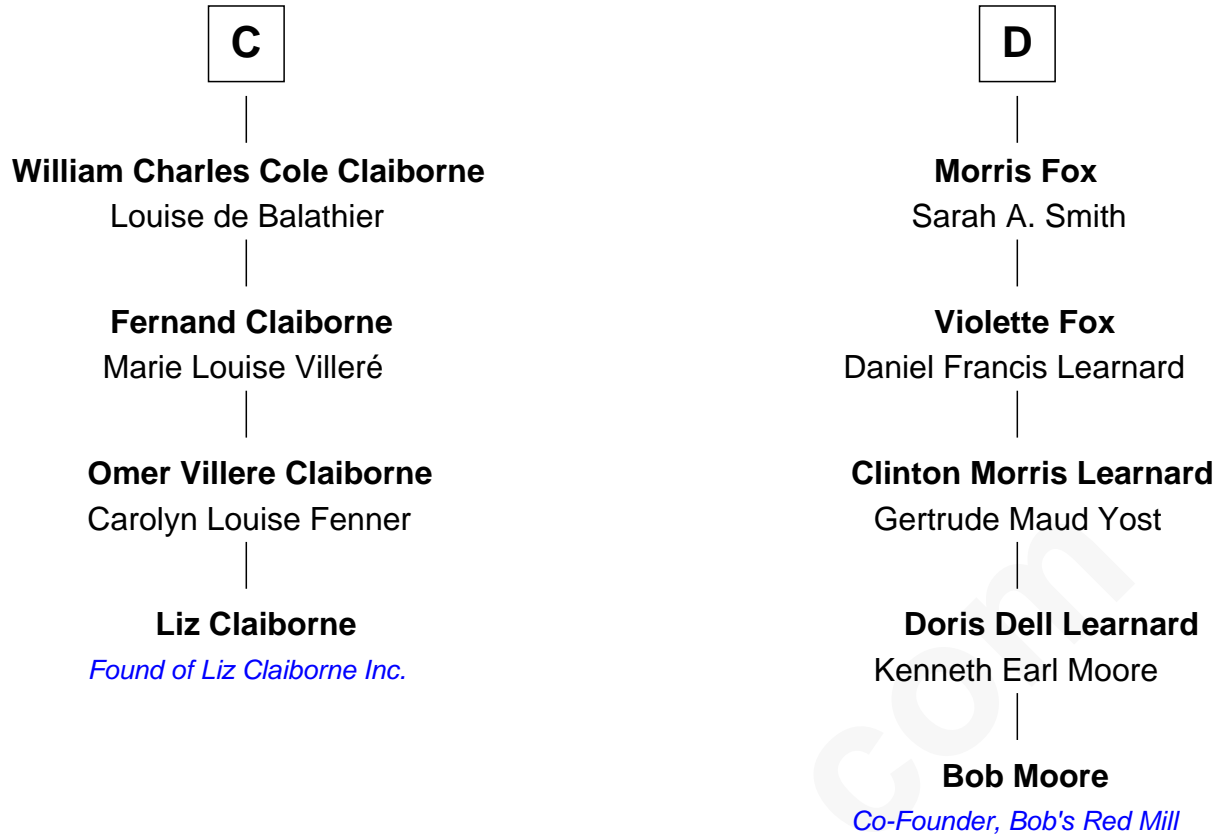 C
William Charles Cole Claiborne
Louise de Balathier
Fernand Claiborne
Marie Louise Villeré
Omer Villere Claiborne
Carolyn Louise Fenner
Liz Claiborne
Found of Liz Claiborne Inc.
D
Morris Fox
Sarah A. Smith
Violette Fox
Daniel Francis Learnard
Clinton Morris Learnard
Gertrude Maud Yost
Doris Dell Learnard
Kenneth Earl Moore
Bob Moore
Co-Founder, Bob's Red Mill
com